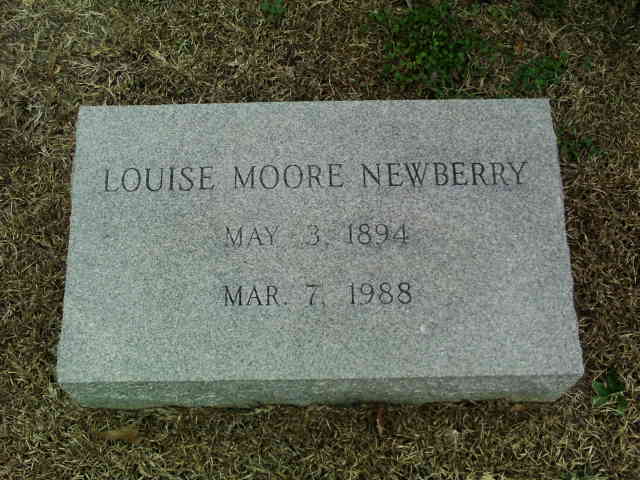 LOUISE MOORE NEWBERRY
MAY 3, 1894
MAR. 7, 1988